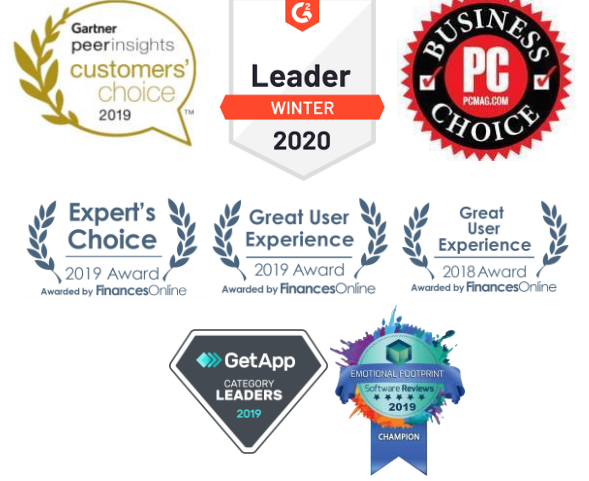 Gartner
peerinsights
customers'
choice
2019
TM
G2
Leader
WINTER
2020
BUSINESS
PC
PCMAG.COM
CHOICE
Expert's
Choice
2019 Award
Awarded by FinancesOnline
Great User
Experience
2019 Award
Awarded by FinancesOnline
Great
User
Experience
2018 Award
Awarded by FinancesOnline
GetApp
CATEGORY
LEADERS
2019
EMOTIONAL FOOTPRINT
Software Reviews
2019
CHAMPION